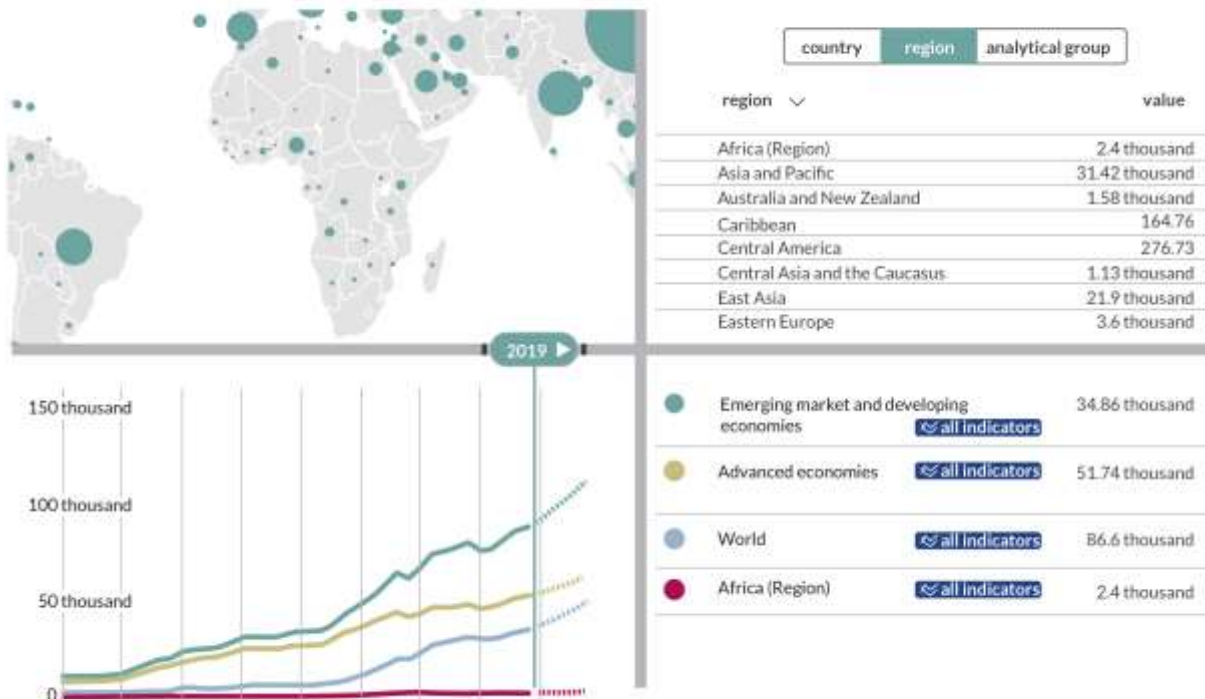 country region analytical group
region value
Africa (Region) 2.4 thousand
Asia and Pacific 31.42 thousand
Australia and New Zealand 1.58 thousand
Caribbean 164.76
Central America 276.73
Central Asia and the Caucasus 1.13 thousand
East Asia 21.9 thousand
Eastern Europe 3.6 thousand
2019
150 thousand
100 thousand
50 thousand
0
Emerging market and developing 34.86 thousand
economies all indicators
Advanced economies all indicators 51.74 thousand
World all indicators 86.6 thousand
Africa (Region) all indicators 2.4 thousand